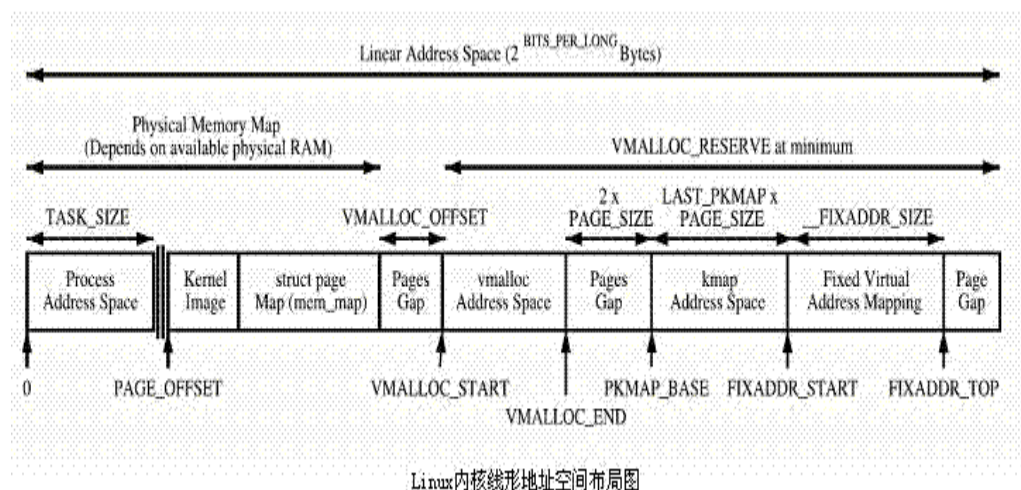 Linear Address Space (2 BITS_PER_LONG Bytes)
Physical Memory Map
(Depends on available physical RAM)
VMALLOC_RESERVE at minimum
TASK_SIZE
VMALLOC_OFFSET
2 x
PAGE_SIZE
LAST_PKMAP x
PAGE_SIZE
__FIXADDR_SIZE
Process
Address Space
Kernel
Image
struct page
Map (mem_map)
Pages
Gap
vmalloc
Address Space
Pages
Gap
kmap
Address Space
Fixed Virtual
Address Mapping
Page
Gap
0
PAGE_OFFSET
VMALLOC_START
VMALLOC_END
PKMAP_BASE
FIXADDR_START
FIXADDR_TOP
Linux内核线形地址空间布局图